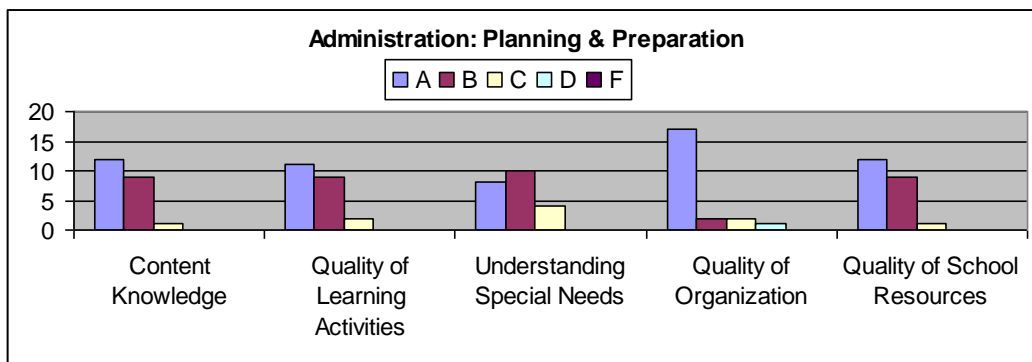 Administration: Planning & Preparation
A B C D F
20
15
10
5
0
Content
Knowledge
Quality of
Learning
Activities
Understanding
Special Needs
Quality of
Organization
Quality of School
Resources